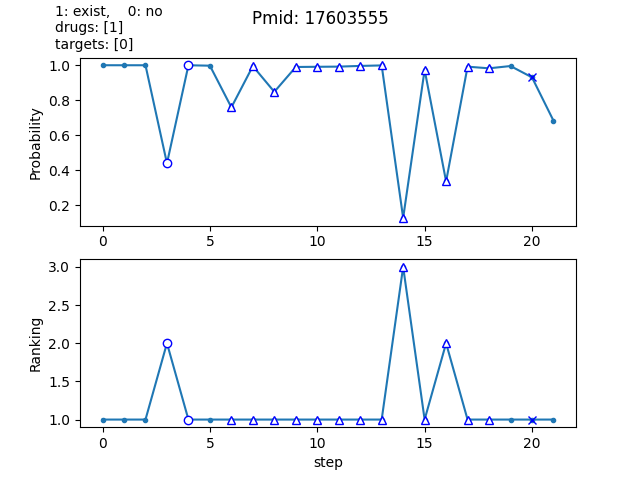 1: exist,    0: no
drugs: [1]
targets: [0]
Pmid: 17603555
1.0
0.8
0.6
0.4
0.2
Probability
0 5 10 15 20
3.0
2.5
2.0
1.5
1.0
Ranking
0 5 10 15 20
step